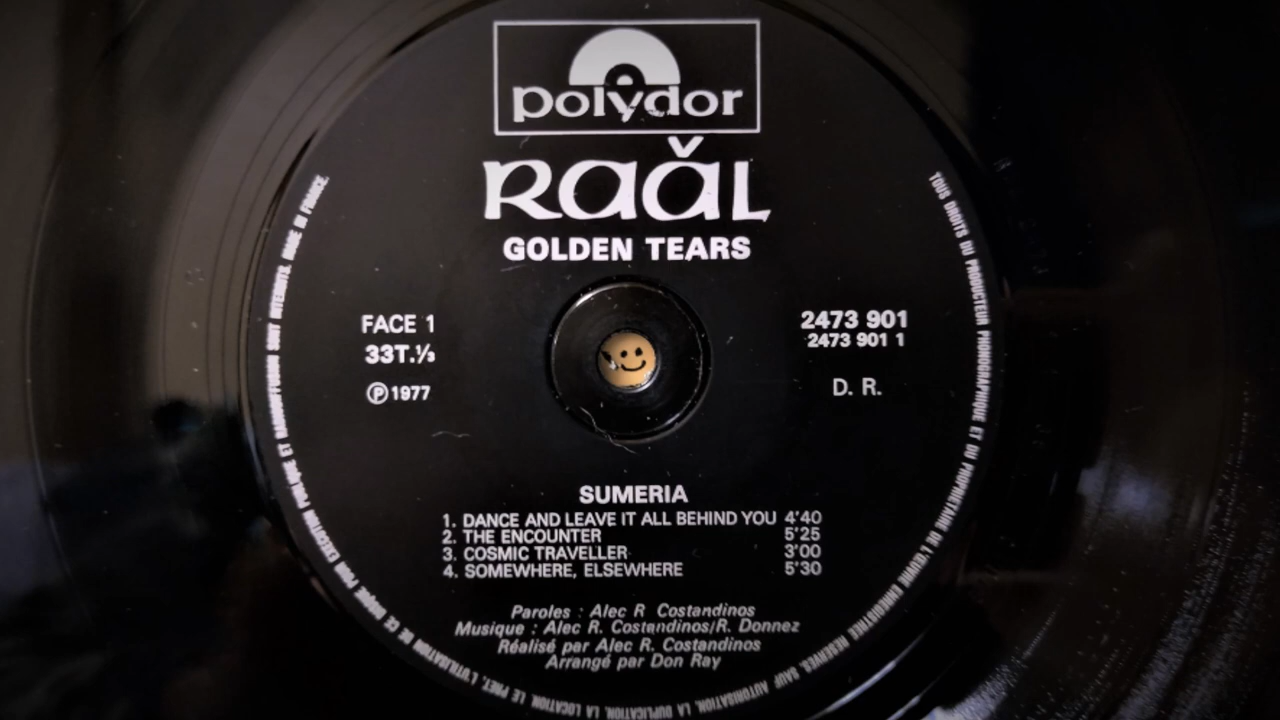 polydor
Raǎl
GOLDEN TEARS
FACE 1
33T.⅓
Ⓟ 1977
2473 901
2473 901 1
D. R.
SUMERIA
1. DANCE AND LEAVE IT ALL BEHIND YOU 4'40
2. THE ENCOUNTER 5'25
3. COSMIC TRAVELLER 3'00
4. SOMEWHERE, ELSEWHERE 5'30
Paroles : Alec R Costandinos
Musique : Alec R. Costandinos/R. Donnez
Réalisé par Alec R. Costandinos
Arrangé par Don Ray
TOUS DROITS DU PRODUCTEUR PHONOGRAPHIQUE ET DU PROPRIETAIRE DE L'ŒUVRE ENREGISTREE RESERVES. SAUF AUTORISATION, LA DUPLICATION, LA LOCATION, LE PRET, L'UTILISATION DE CE DISQUE POUR EXECUTION PUBLIQUE ET RADIODIFFUSION SONT INTERDITS. MADE IN FRANCE.